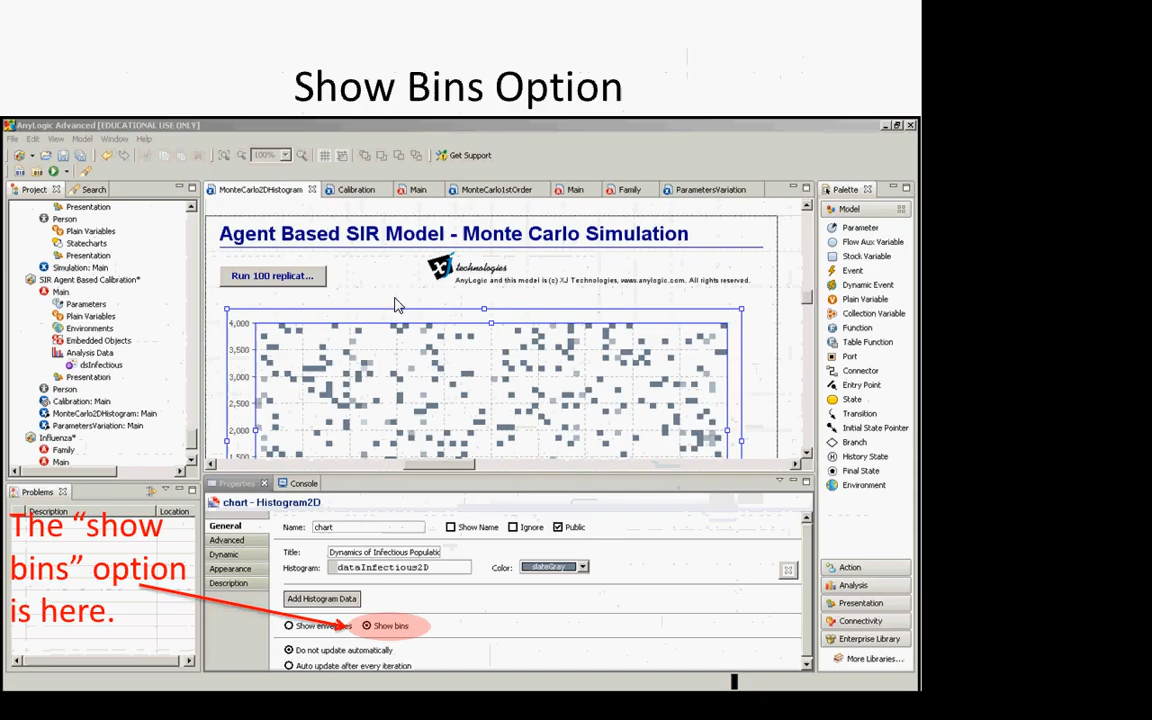 Show Bins Option
AnyLogic Advanced [EDUCATIONAL USE ONLY]
File Edit View Model Window Help
100% Get Support
Project Search
MonteCarlo2DHistogram Calibration Main MonteCarlo1stOrder Main Family ParametersVariation
Palette
Presentation
Person
Plain Variables
Statecharts
Presentation
Simulation: Main
SIR Agent Based Calibration*
Main
Parameters
Plain Variables
Environments
Embedded Objects
Analysis Data
dsInfectious
Presentation
Person
Calibration: Main
MonteCarlo2DHistogram: Main
ParametersVariation: Main
Influenza*
Family
Main
Agent Based SIR Model - Monte Carlo Simulation
Run 100 replicat...
xj technologies
AnyLogic and this model is (c) XJ Technologies, www.anylogic.com. All rights reserved.
4,000
3,500
3,000
2,500
2,000
1,500
Model
Parameter
Flow Aux Variable
Stock Variable
Event
Dynamic Event
Plain Variable
Collection Variable
Function
Table Function
Port
Connector
Entry Point
State
Transition
Initial State Pointer
Branch
History State
Final State
Environment
Action
Analysis
Presentation
Connectivity
Enterprise Library
More Libraries...
Problems
Description Location
The “show
bins” option
is here.
Properties Console
chart - Histogram2D
General
Advanced
Dynamic
Appearance
Description
Name: chart Show Name Ignore Public
Title: Dynamics of Infectious Populatic
Histogram: dataInfectious2D Color: slateGray
Add Histogram Data
Show envelopes Show bins
Do not update automatically
Auto update after every iteration